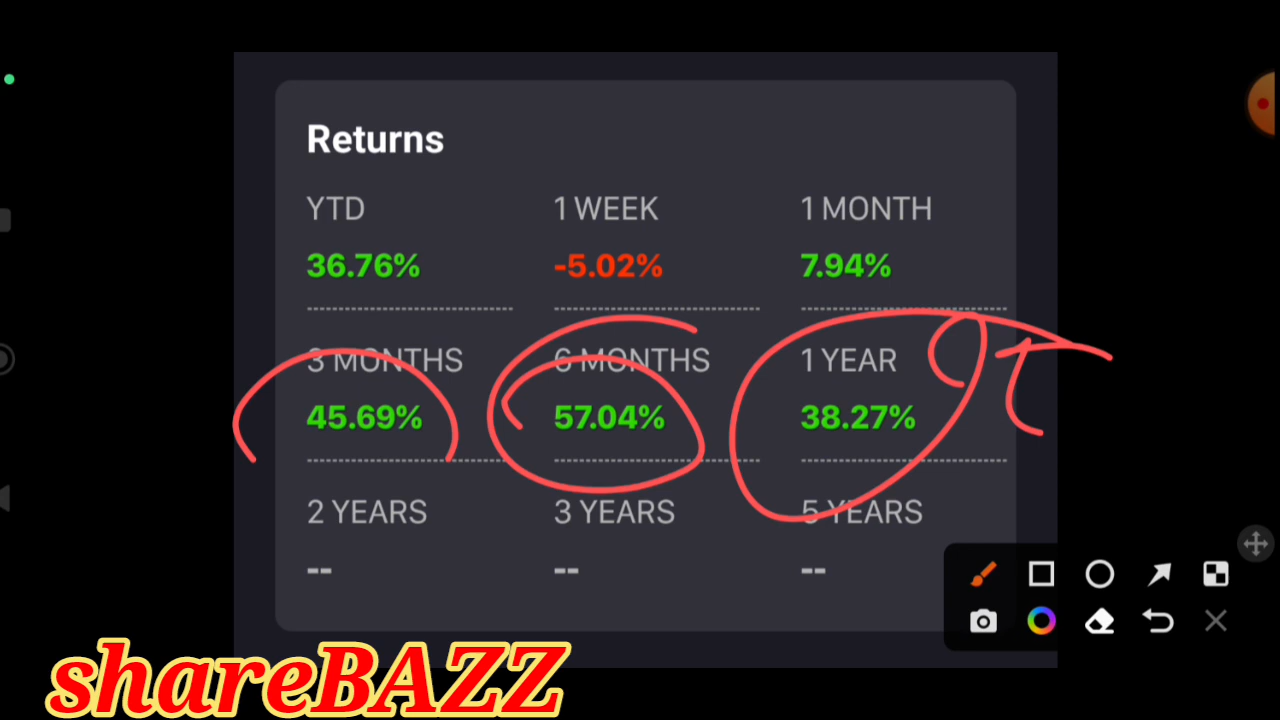 Returns
YTD 1 WEEK 1 MONTH
36.76% -5.02% 7.94%
3 MONTHS 6 MONTHS 1 YEAR
45.69% 57.04% 38.27%
2 YEARS 3 YEARS 5 YEARS
-- -- --
shareBAZZ